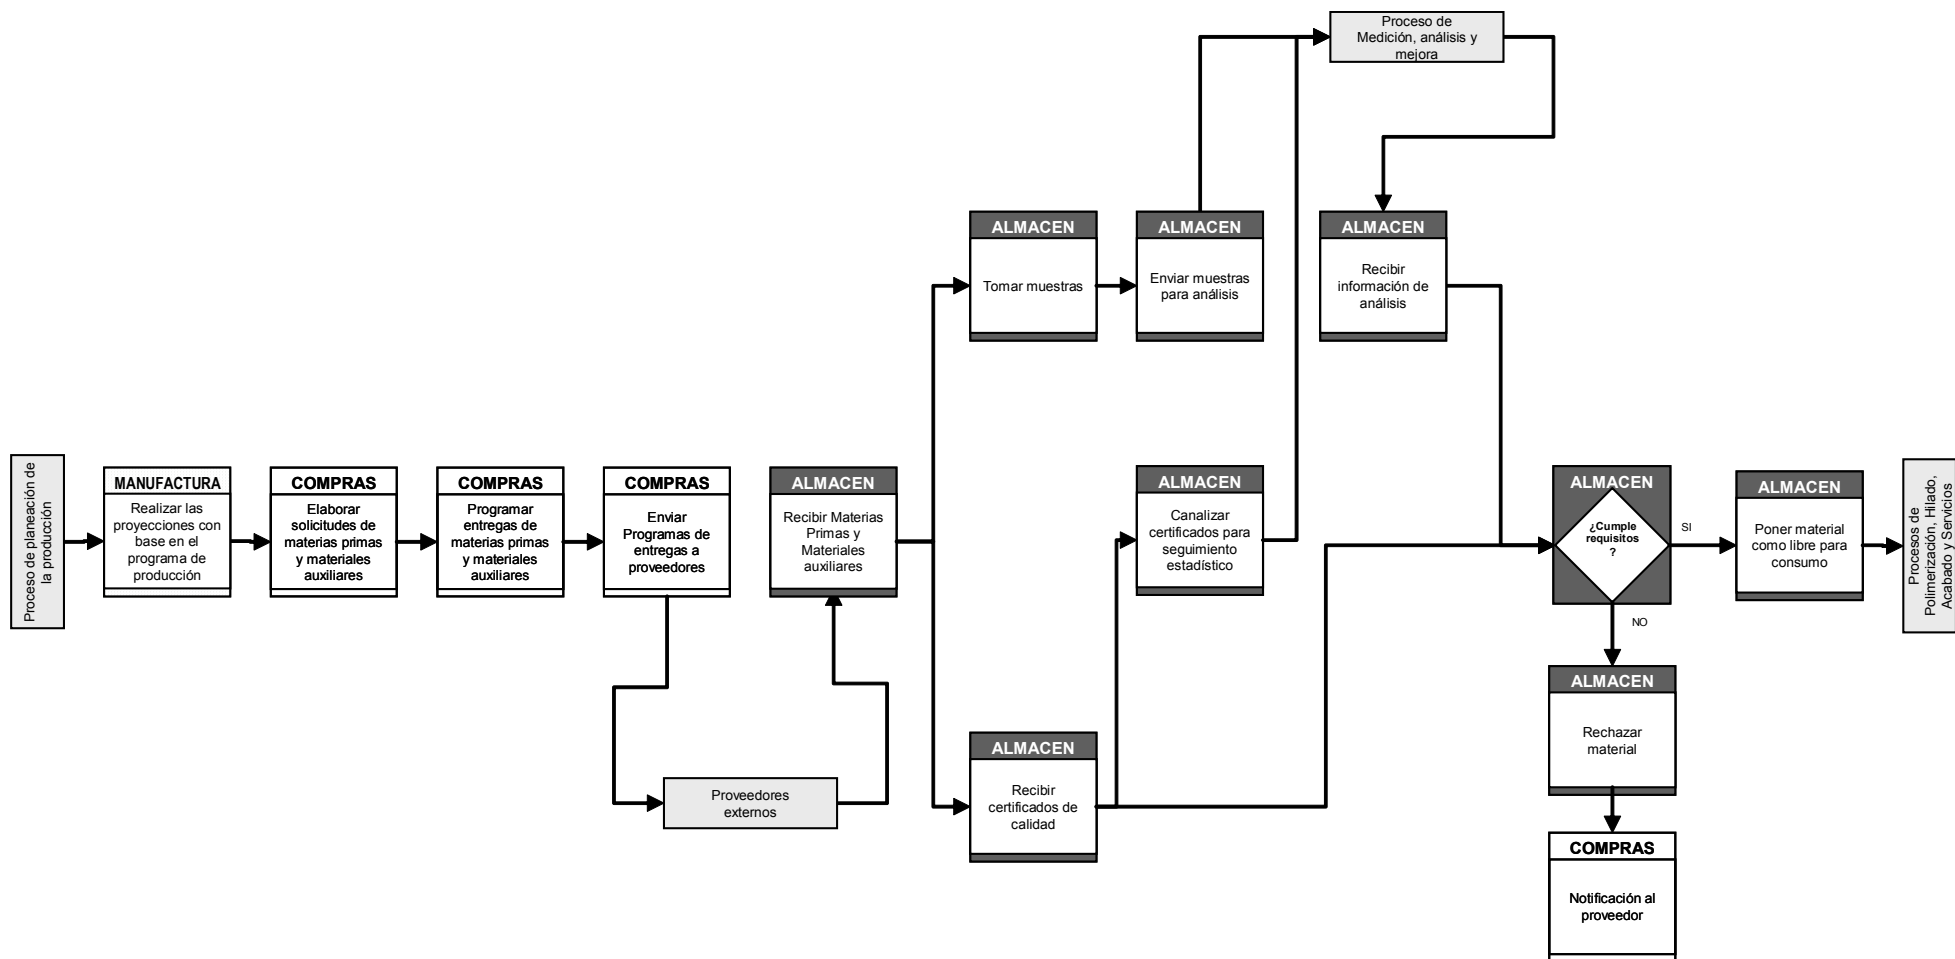 Proceso de
Medición, análisis y
mejora
ALMACEN
Tomar muestras
ALMACEN
Enviar muestras
para análisis
ALMACEN
Recibir
información de
análisis
Proceso de planeación de
la producción
MANUFACTURA
Realizar las
proyecciones con
base en el
programa de
producción
COMPRAS
Elaborar
solicitudes de
materias primas
y materiales
auxiliares
COMPRAS
Programar
entregas de
materias primas
y materiales
auxiliares
COMPRAS
Enviar
Programas de
entregas a
proveedores
ALMACEN
Recibir Materias
Primas y
Materiales
auxiliares
ALMACEN
Canalizar
certificados para
seguimiento
estadístico
ALMACEN
¿Cumple
requisitos
?
SI
NO
ALMACEN
Poner material
como libre para
consumo
Procesos de
Polimerización, Hilado,
Acabado y Servicios
Proveedores
externos
ALMACEN
Recibir
certificados de
calidad
ALMACEN
Rechazar
material
COMPRAS
Notificación al
proveedor